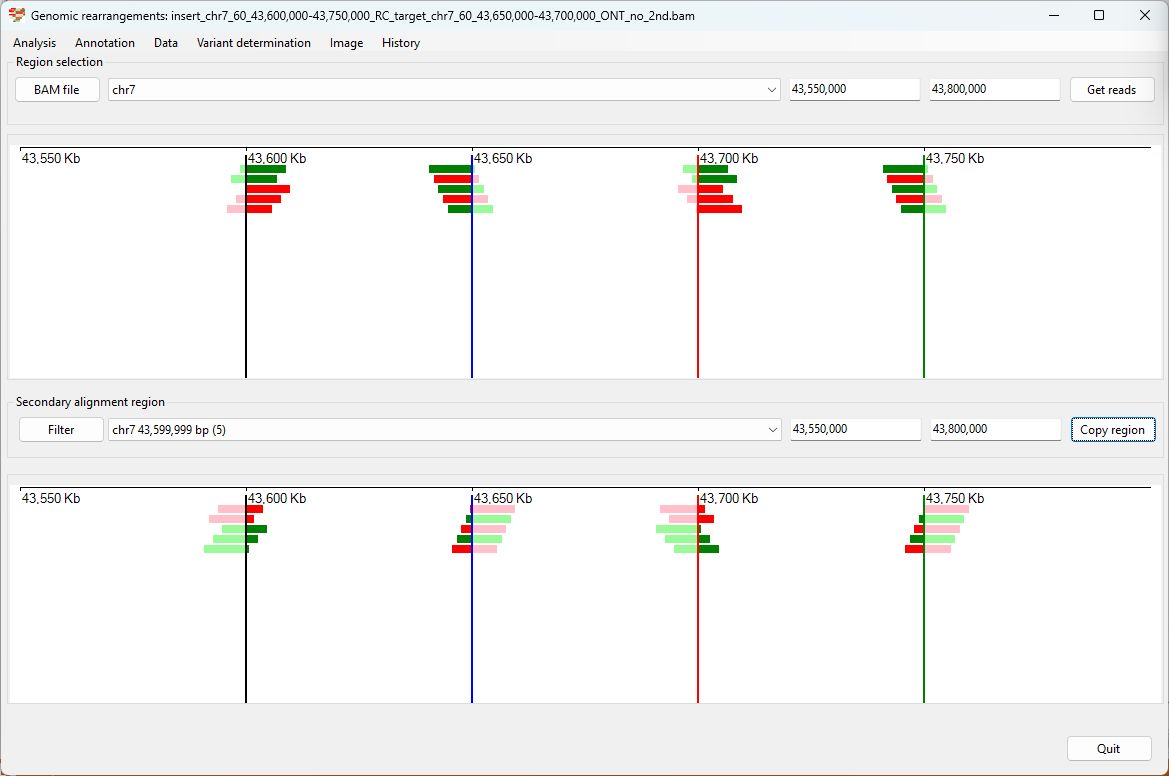 Genomic rearrangements: insert_chr7_60_43,600,000-43,750,000_RC_target_chr7_60_43,650,000-43,700,000_ONT_no_2nd.bam
Analysis Annotation Data Variant determination Image History
Region selection
BAM file chr7 43,550,000 43,800,000 Get reads
43,550 Kb 43,600 Kb 43,650 Kb 43,700 Kb 43,750 Kb
Secondary alignment region
Filter chr7 43,599,999 bp (5) 43,550,000 43,800,000 Copy region
43,550 Kb 43,600 Kb 43,650 Kb 43,700 Kb 43,750 Kb
Quit